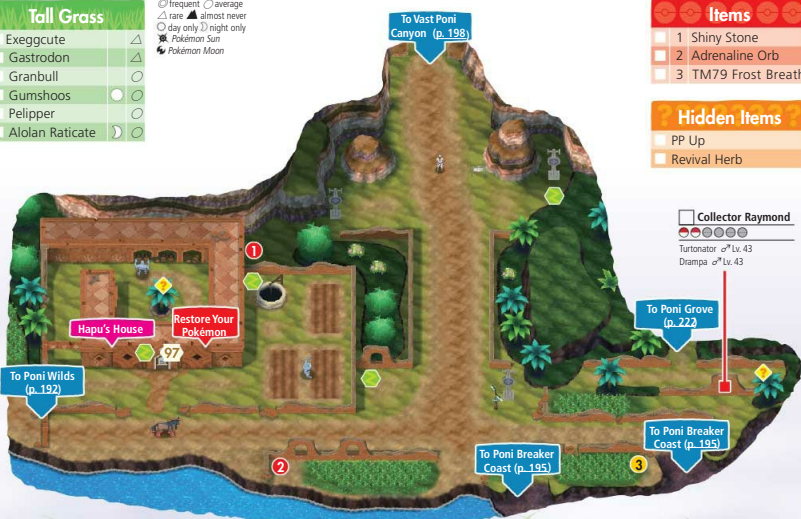 Tall Grass
Exeggcute
Gastrodon
Granbull
Gumshoos
Pelipper
Alolan Raticate
frequent average
rare almost never
day only night only
Pokémon Sun
Pokémon Moon
To Vast Poni
Canyon (p. 198)
Items
1 Shiny Stone
2 Adrenaline Orb
3 TM79 Frost Breath
Hidden Items
PP Up
Revival Herb
Collector Raymond
Turtonator ♂ Lv. 43
Drampa ♂ Lv. 43
1
?
Hapu's House
Restore Your
Pokémon
97
To Poni Grove
(p. 222)
?
To Poni Wilds
(p. 192)
To Poni Breaker
Coast (p. 195)
To Poni Breaker
Coast (p. 195)
2
3